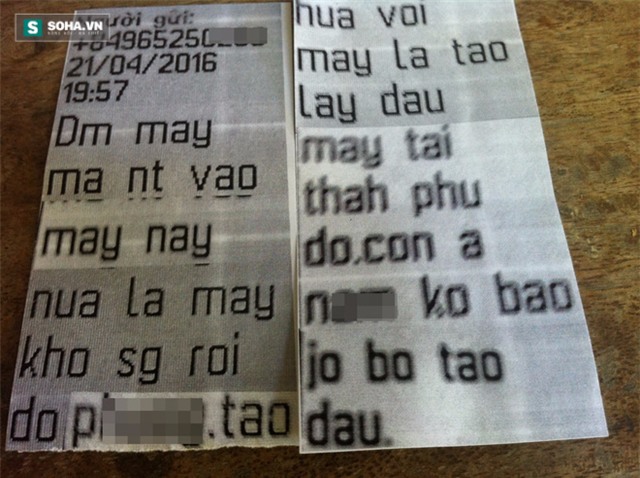 SOHA.VN
ười gửi:
+84965250
21/04/2016
19:57
Dm may
ma nt vao
may nay
nua la may
kho sg roi
do p .tao
hua voi
may la tao
lay dau
may tai
thah phu
do.con a
n ko bao
jo bo tao
dau.